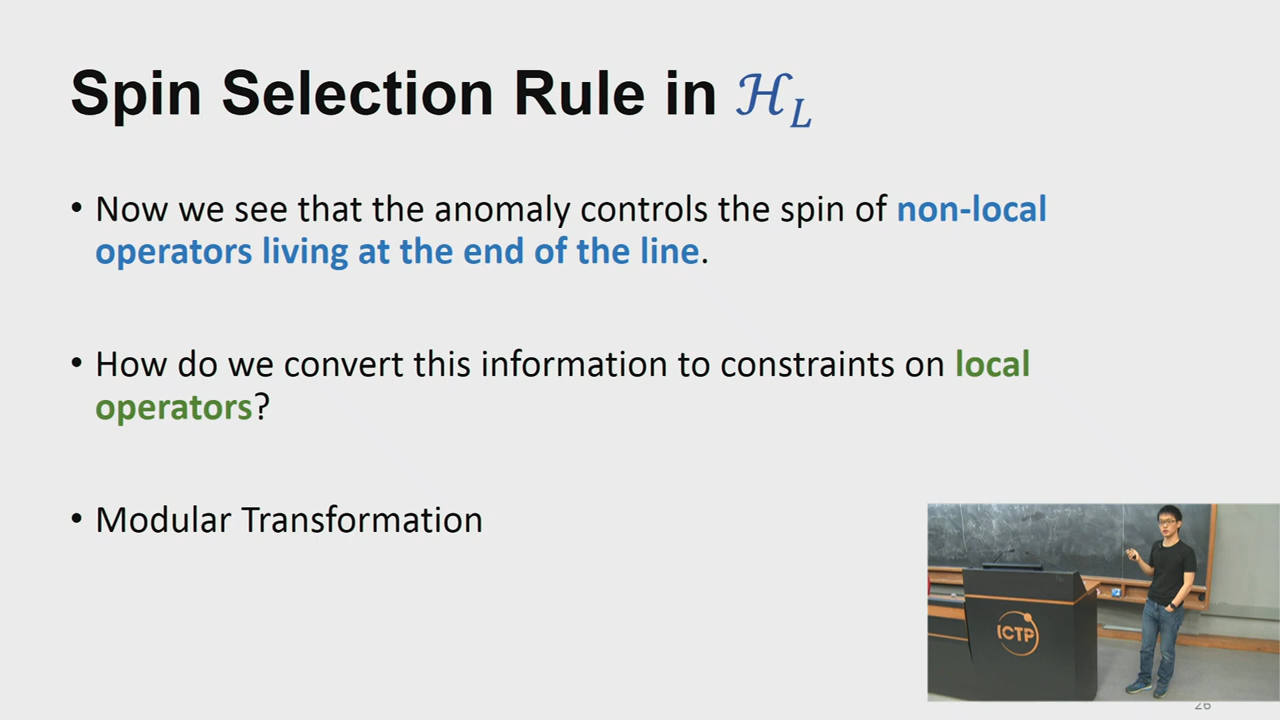 Spin Selection Rule in ℋ_L
• Now we see that the anomaly controls the spin of non-local
operators living at the end of the line.
• How do we convert this information to constraints on local
operators?
• Modular Transformation
ICTP
26